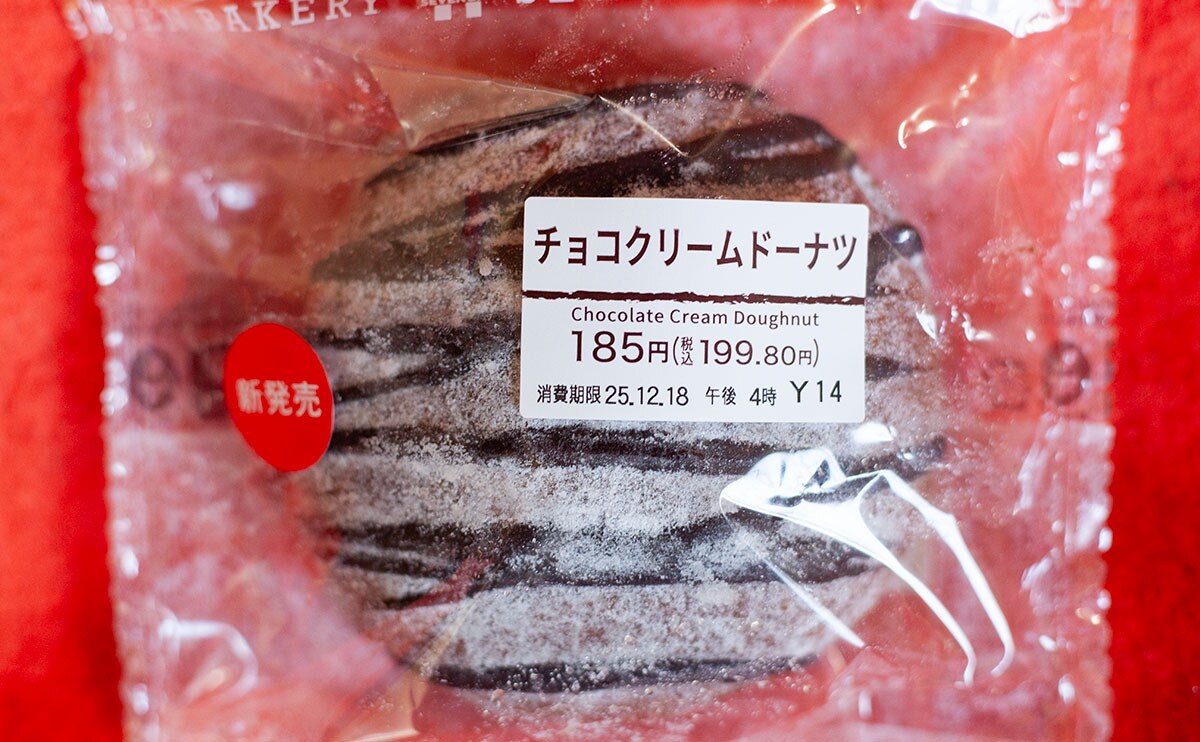 BAKERY
チョコクリームドーナツ
Chocolate Cream Doughnut
185円(税込199.80円)
消費期限 25.12.18 午後 4時 Y14
新発売